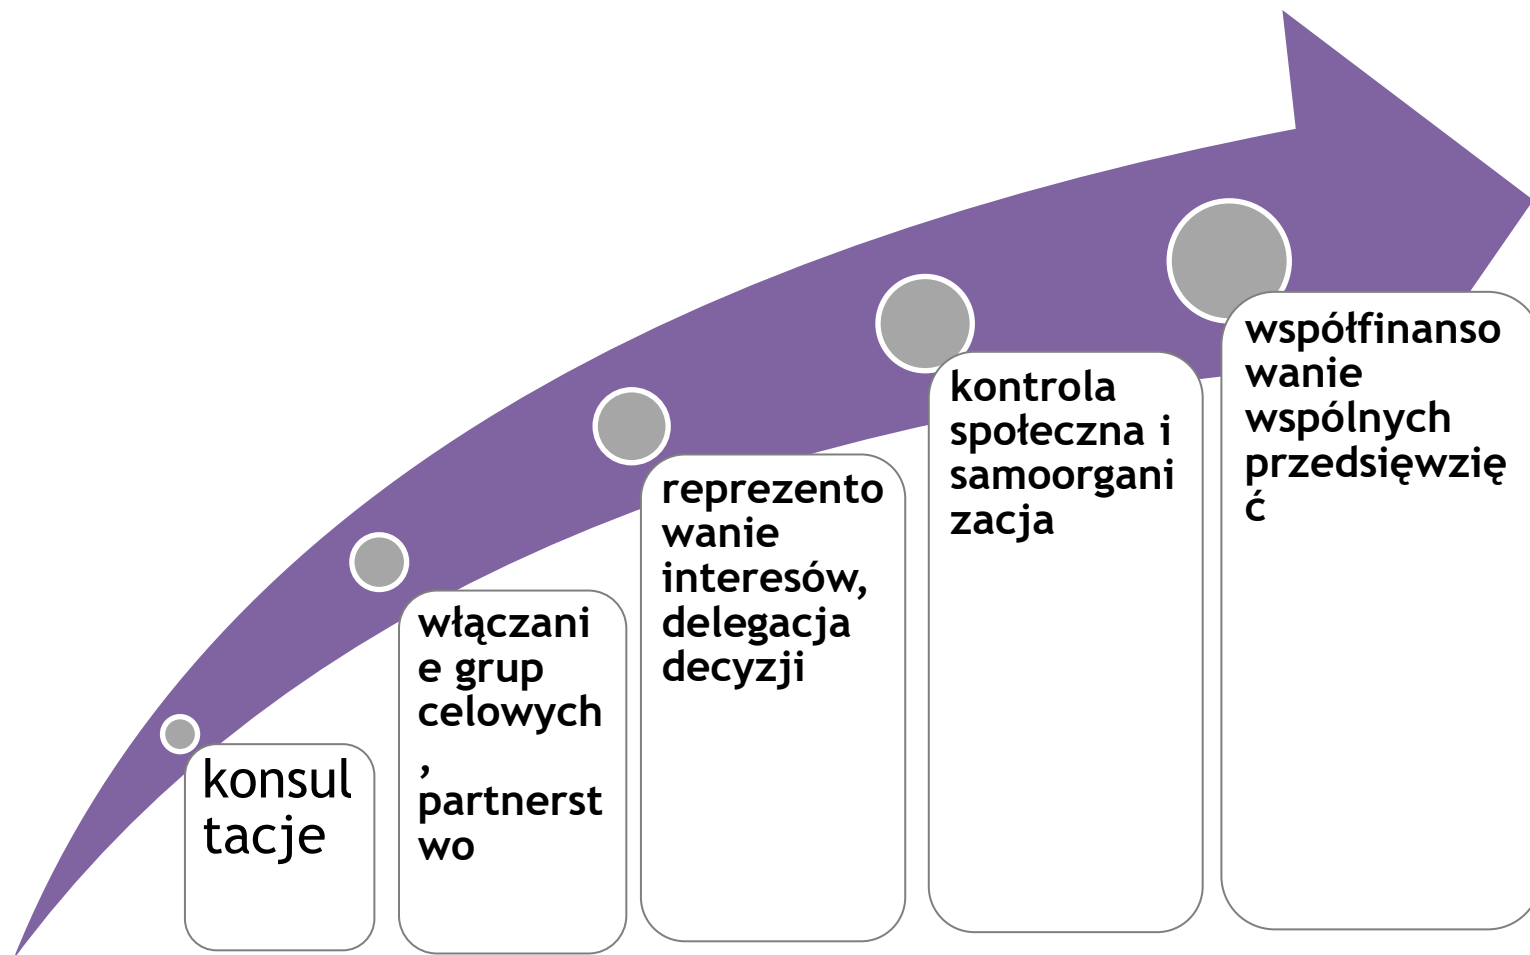 konsul
tacje
włączani
e grup
celowych
,
partnerst
wo
reprezento
wanie
interesów,
delegacja
decyzji
kontrola
społeczna i
samoorgani
zacja
współfinanso
wanie
wspólnych
przedsięwzię
ć